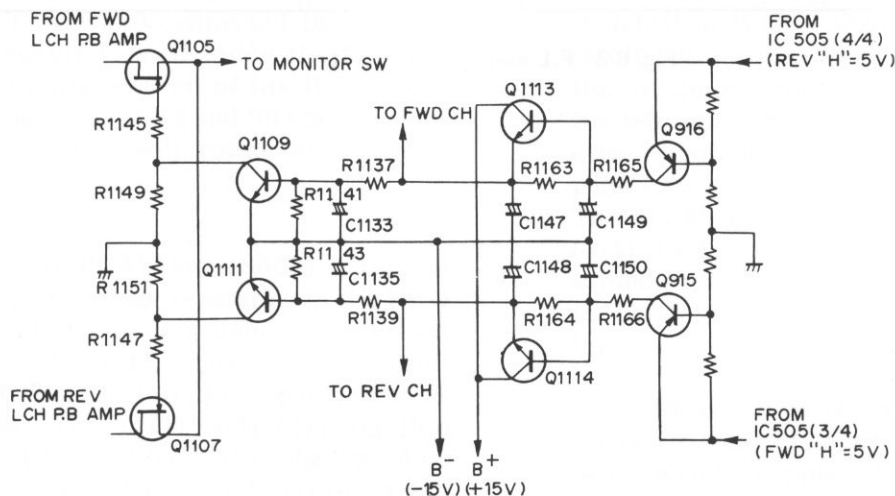 FROM FWD
LCH P.B AMP
Q1105
TO MONITOR SW
FROM
IC 505 (4/4)
(REV "H"=5V)
Q1113
TO FWD CH
Q916
R1145
Q1109
R1137
R1163
R1165
R1149
R11 41
C1133
C1147
C1149
R11 43
C1135
C1148
C1150
Q1111
Q915
R1151
R1139
R1164
R1166
R1147
Q1114
TO REV CH
FROM REV
LCH P.B AMP
Q1107
FROM
IC505(3/4)
(FWD "H"=5V)
B- B+
(-15V) (+15V)